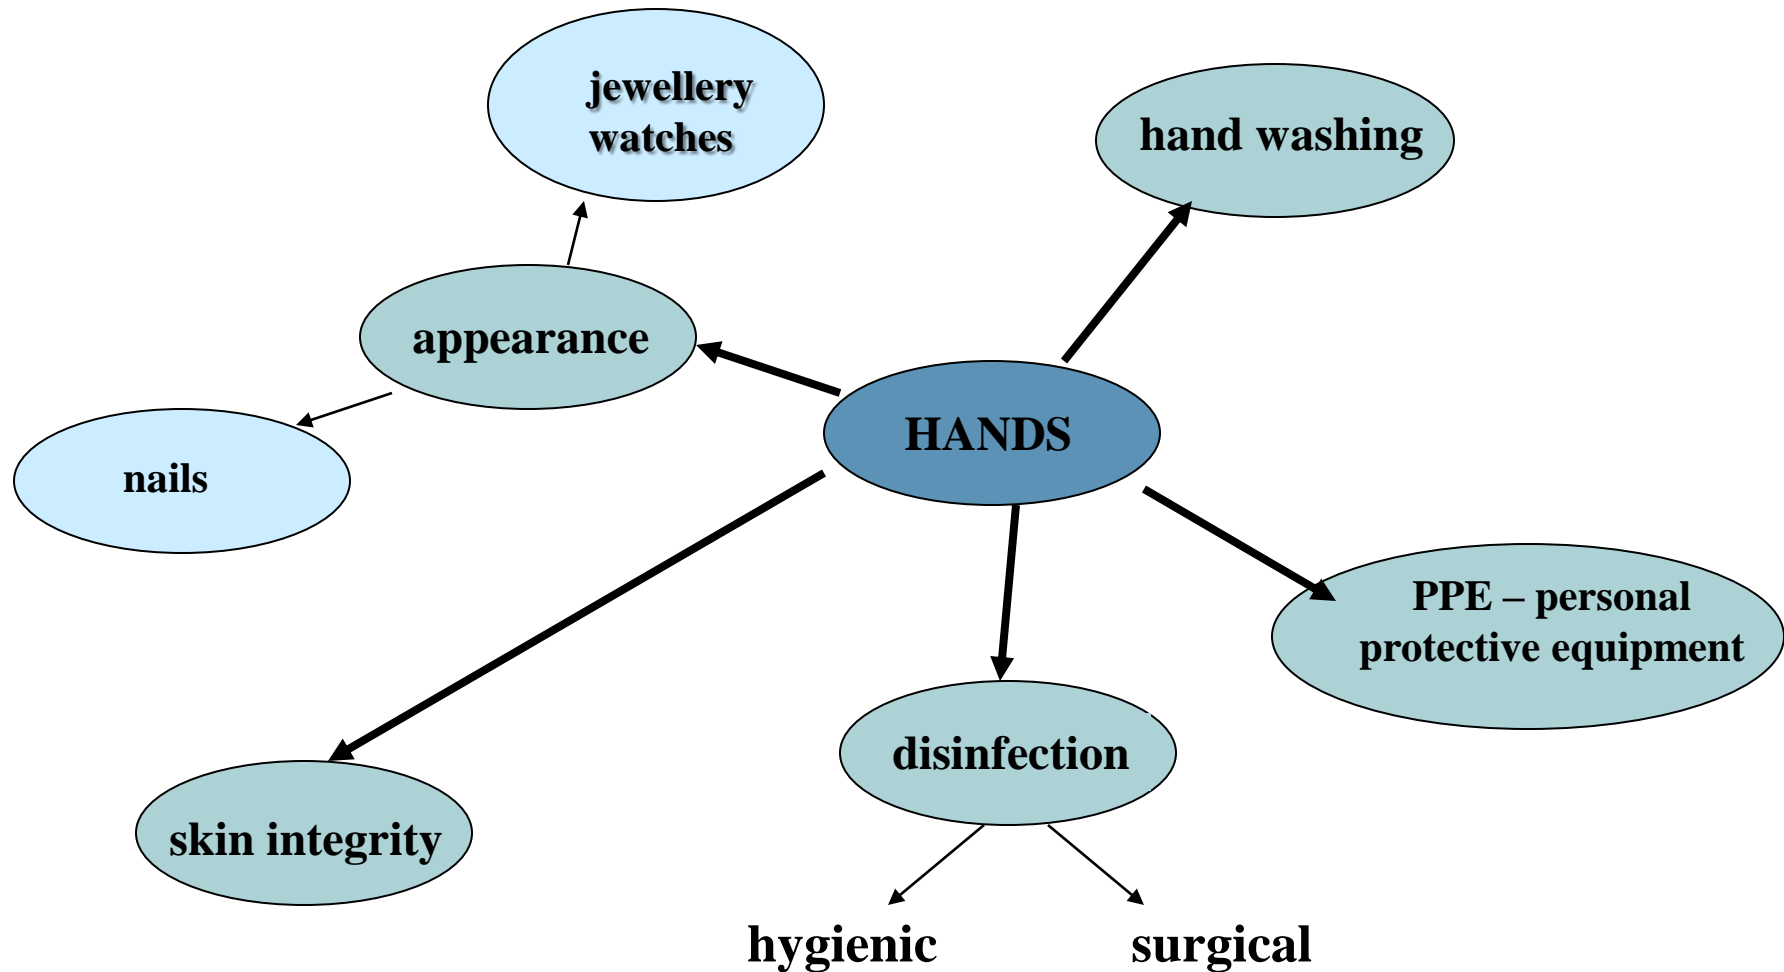 jewellery
watches
hand washing
appearance
HANDS
nails
PPE – personal
protective equipment
disinfection
skin integrity
hygienic
surgical